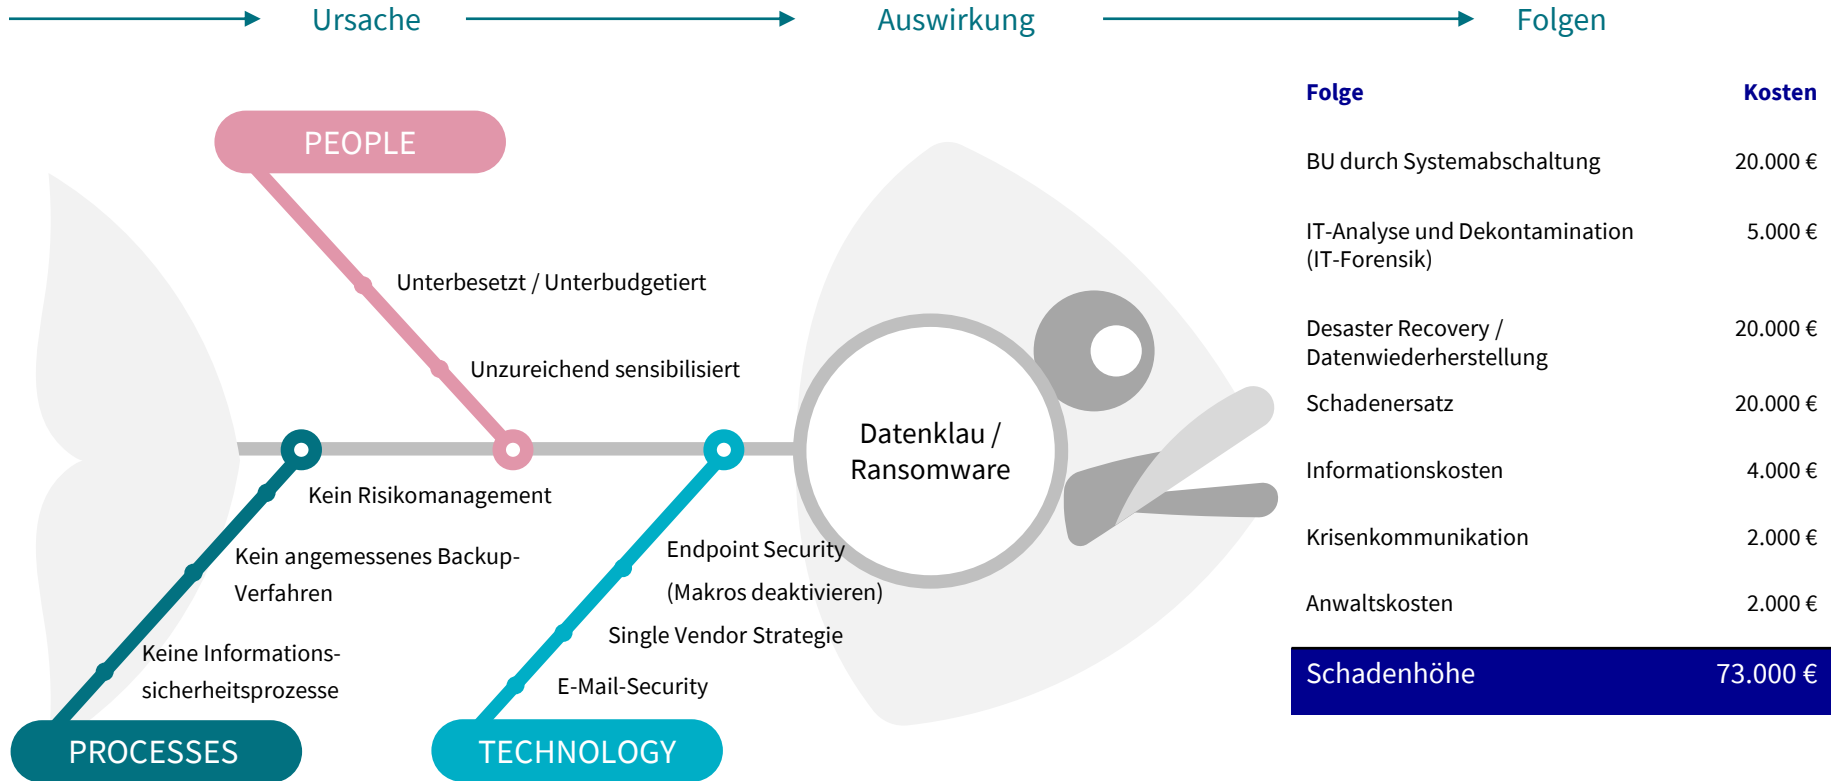 Ursache
Auswirkung
Folgen
PEOPLE
Unterbesetzt / Unterbudgetiert
Unzureichend sensibilisiert
Kein Risikomanagement
Kein angemessenes Backup-
Verfahren
Keine Informations-
sicherheitsprozesse
PROCESSES
Endpoint Security
(Makros deaktivieren)
Single Vendor Strategie
E-Mail-Security
TECHNOLOGY
Datenklau /
Ransomware
Folge Kosten
BU durch Systemabschaltung 20.000 €
IT-Analyse und Dekontamination 5.000 €
(IT-Forensik)
Desaster Recovery / 20.000 €
Datenwiederherstellung
Schadenersatz 20.000 €
Informationskosten 4.000 €
Krisenkommunikation 2.000 €
Anwaltskosten 2.000 €
Schadenhöhe 73.000 €